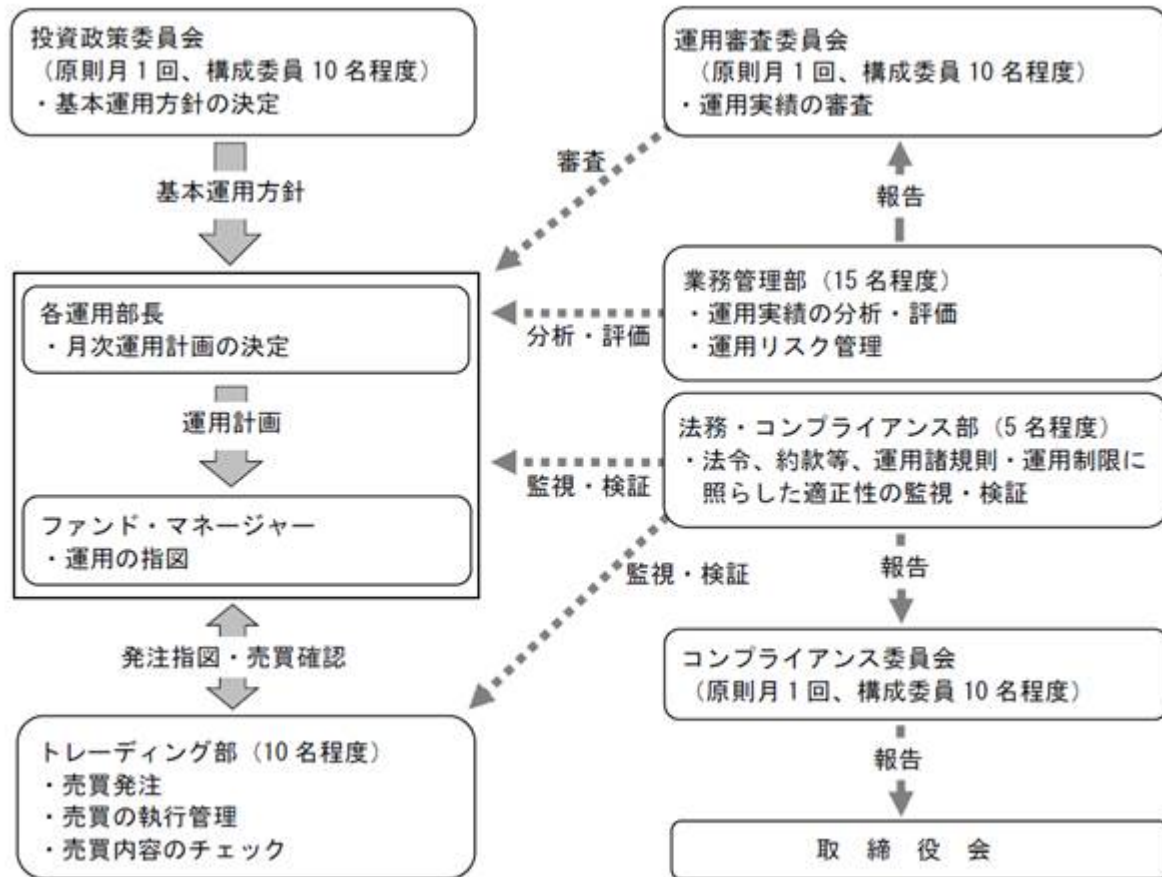 投資政策委員会
（原則月1回、構成委員10名程度）
・基本運用方針の決定
基本運用方針
各運用部長
・月次運用計画の決定
運用計画
ファンド・マネージャー
・運用の指図
発注指図・売買確認
トレーディング部（10名程度）
・売買発注
・売買の執行管理
・売買内容のチェック
運用審査委員会
（原則月1回、構成委員10名程度）
・運用実績の審査
審査
報告
業務管理部（15名程度）
・運用実績の分析・評価
・運用リスク管理
分析・評価
法務・コンプライアンス部（5名程度）
・法令、約款等、運用諸規則・運用制限に
照らした適正性の監視・検証
監視・検証
監視・検証
報告
コンプライアンス委員会
（原則月1回、構成委員10名程度）
報告
取締役会